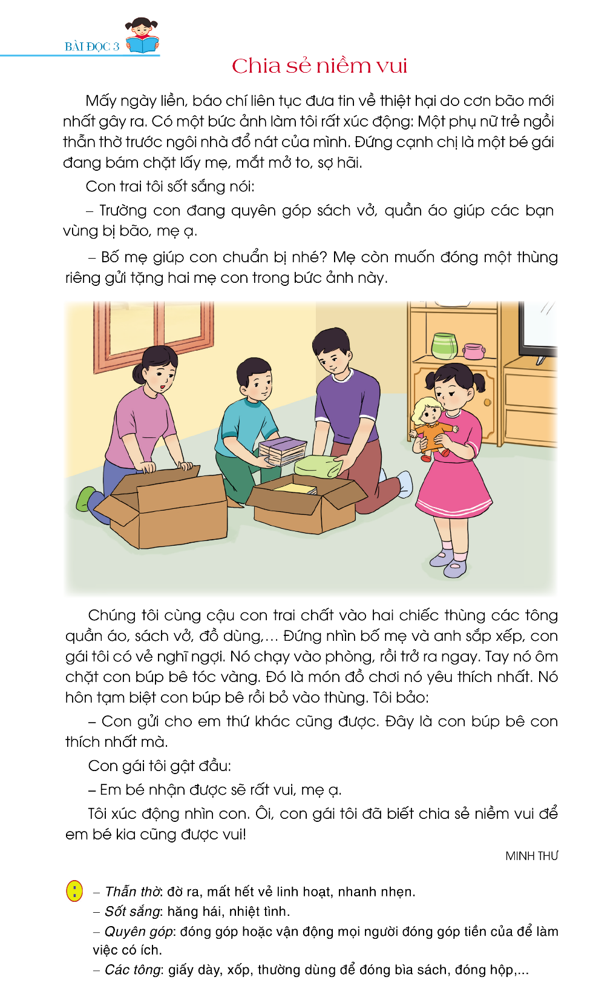 BÀI ĐỌC 3
Chia sẻ niềm vui
Mấy ngày liền, báo chí liên tục đưa tin về thiệt hại do cơn bão mới
nhất gây ra. Có một bức ảnh làm tôi rất xúc động: Một phụ nữ trẻ ngồi
thẫn thờ trước ngôi nhà đổ nát của mình. Đứng cạnh chị là một bé gái
đang bám chặt lấy mẹ, mắt mở to, sợ hãi.
Con trai tôi sốt sắng nói:
– Trường con đang quyên góp sách vở, quần áo giúp các bạn
vùng bị bão, mẹ ạ.
– Bố mẹ giúp con chuẩn bị nhé? Mẹ còn muốn đóng một thùng
riêng gửi tặng hai mẹ con trong bức ảnh này.
Chúng tôi cùng cậu con trai chất vào hai chiếc thùng các tông
quần áo, sách vở, đồ dùng,... Đứng nhìn bố mẹ và anh sắp xếp, con
gái tôi có vẻ nghĩ ngợi. Nó chạy vào phòng, rồi trở ra ngay. Tay nó ôm
chặt con búp bê tóc vàng. Đó là món đồ chơi nó yêu thích nhất. Nó
hôn tạm biệt con búp bê rồi bỏ vào thùng. Tôi bảo:
– Con gửi cho em thứ khác cũng được. Đây là con búp bê con
thích nhất mà.
Con gái tôi gật đầu:
– Em bé nhận được sẽ rất vui, mẹ ạ.
Tôi xúc động nhìn con. Ôi, con gái tôi đã biết chia sẻ niềm vui để
em bé kia cũng được vui!
MINH THƯ
– Thẫn thờ: đờ ra, mất hết vẻ linh hoạt, nhanh nhẹn.
– Sốt sắng: hăng hái, nhiệt tình.
– Quyên góp: đóng góp hoặc vận động mọi người đóng góp tiền của để làm
việc có ích.
– Các tông: giấy dày, xốp, thường dùng để đóng bìa sách, đóng hộp,...